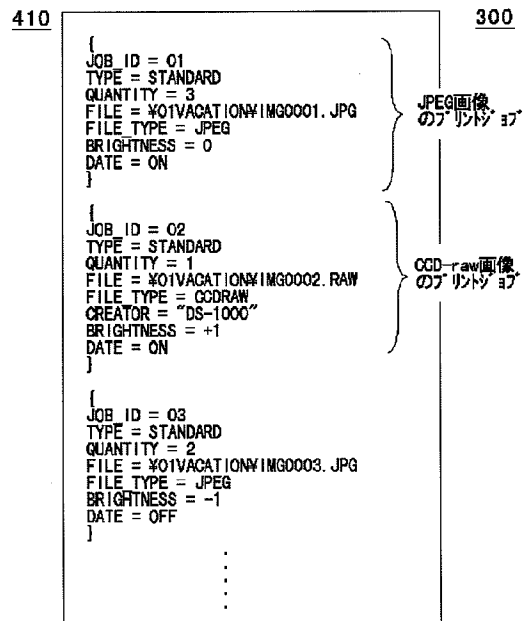 410
300
{
JOB_ID = 01
TYPE = STANDARD
QUANTITY = 3
FILE = ¥01VACATION¥IMG0001.JPG
FILE_TYPE = JPEG
BRIGHTNESS = 0
DATE = ON
}
JPEG画像
のプリントジョブ
{
JOB_ID = 02
TYPE = STANDARD
QUANTITY = 1
FILE = ¥01VACATION¥IMG0002.RAW
FILE_TYPE = CCDRAW
CREATOR = "DS-1000"
BRIGHTNESS = +1
DATE = ON
}
CCD-raw画像
のプリントジョブ
{
JOB_ID = 03
TYPE = STANDARD
QUANTITY = 2
FILE = ¥01VACATION¥IMG0003.JPG
FILE_TYPE = JPEG
BRIGHTNESS = -1
DATE = OFF
}